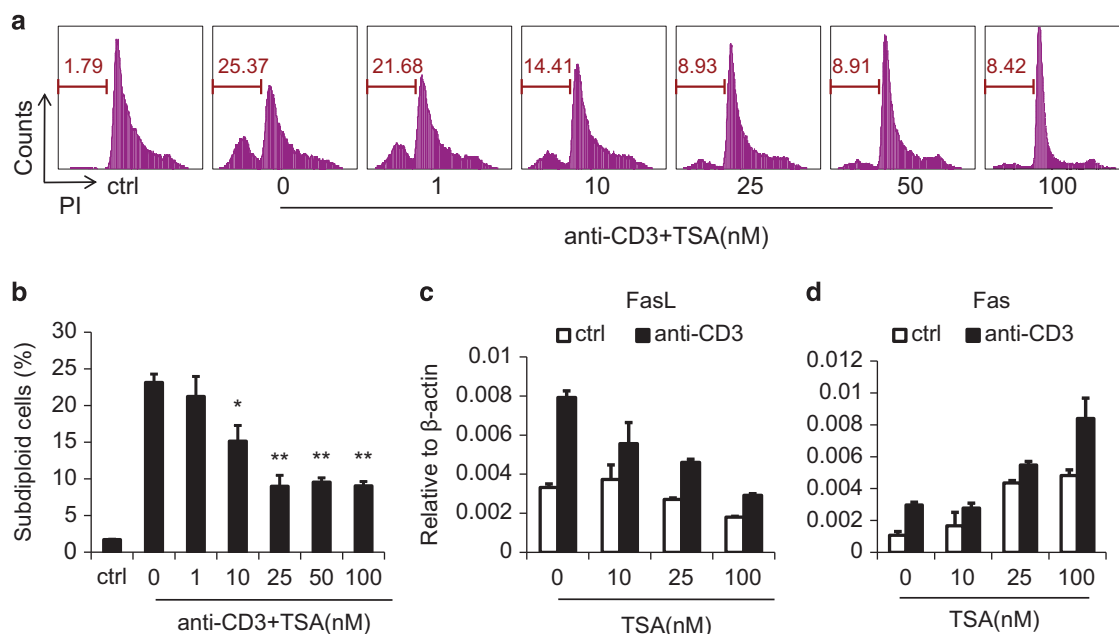 a
1.79 25.37 21.68 14.41 8.93 8.91 8.42
Counts
PI
ctrl 0 1 10 25 50 100
anti-CD3+TSA(nM)
b
Subdiploid cells (%)
30
25
20
15
10
5
0
* ** ** **
ctrl 0 1 10 25 50 100
anti-CD3+TSA(nM)
c
FasL
ctrl anti-CD3
Relative to β-actin
0.01
0.008
0.006
0.004
0.002
0
0 10 25 100
TSA(nM)
d
Fas
ctrl anti-CD3
0.012
0.01
0.008
0.006
0.004
0.002
0
0 10 25 100
TSA(nM)